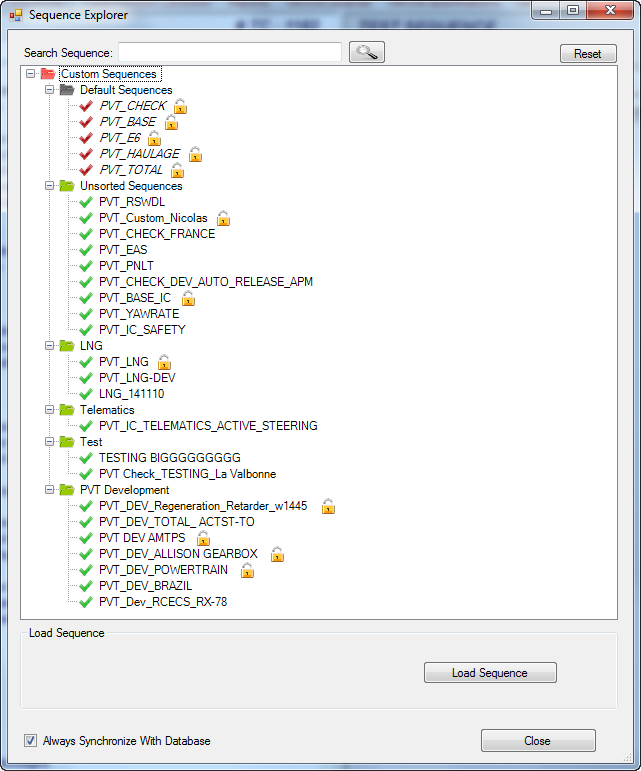 Sequence Explorer
Search Sequence:
Reset
Custom Sequences
Default Sequences
PVT_CHECK
PVT_BASE
PVT_E6
PVT_HAULAGE
PVT_TOTAL
Unsorted Sequences
PVT_RSWDL
PVT_Custom_Nicolas
PVT_CHECK_FRANCE
PVT_EAS
PVT_PNLT
PVT_CHECK_DEV_AUTO_RELEASE_APM
PVT_BASE_IC
PVT_YAWRATE
PVT_IC_SAFETY
LNG
PVT_LNG
PVT_LNG-DEV
LNG_141110
Telematics
PVT_IC_TELEMATICS_ACTIVE_STEERING
Test
TESTING BIGGGGGGGGG
PVT Check_TESTING_La Valbonne
PVT Development
PVT_DEV_Regeneration_Retarder_w1445
PVT_DEV_TOTAL_ ACTST-TO
PVT DEV AMTPS
PVT_DEV_ALLISON GEARBOX
PVT_DEV_POWERTRAIN
PVT_DEV_BRAZIL
PVT_Dev_RCECS_RX-78
Load Sequence
Load Sequence
Always Synchronize With Database
Close